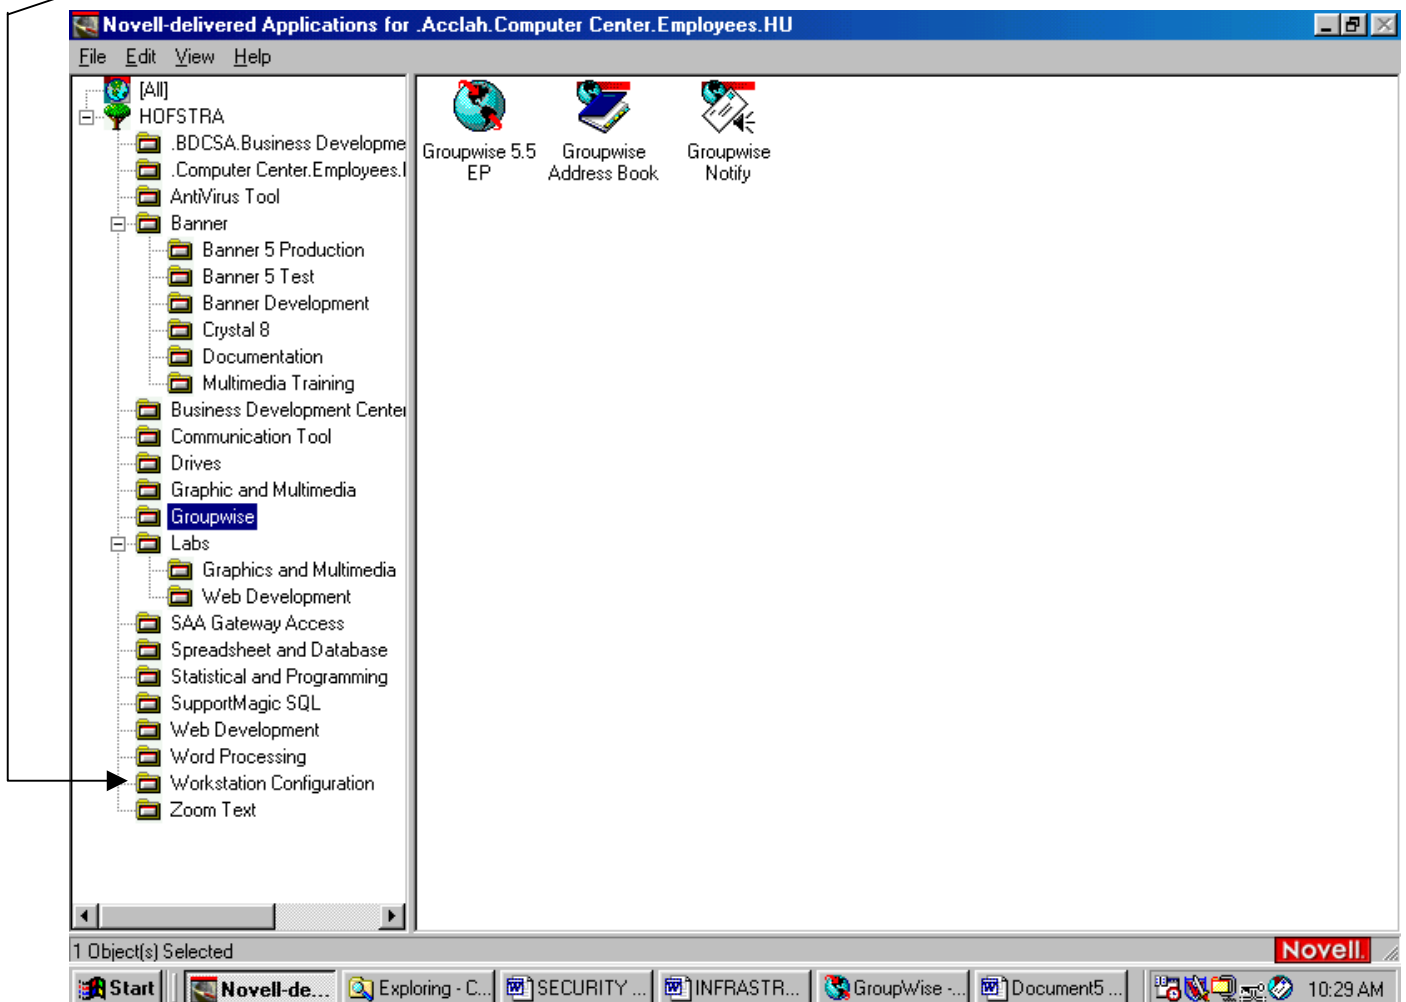 Novell-delivered Applications for .Acclah.Computer Center.Employees.HU
File Edit View Help
[All]
HOFSTRA
.BDCSA.Business Developme
.Computer Center.Employees.
AntiVirus Tool
Banner
Banner 5 Production
Banner 5 Test
Banner Development
Crystal 8
Documentation
Multimedia Training
Business Development Center
Communication Tool
Drives
Graphic and Multimedia
Groupwise
Labs
Graphics and Multimedia
Web Development
SAA Gateway Access
Spreadsheet and Database
Statistical and Programming
SupportMagic SQL
Web Development
Word Processing
Workstation Configuration
Zoom Text
Groupwise 5.5
EP
Groupwise
Address Book
Groupwise
Notify
1 Object(s) Selected
Novell.
Start Novell-de... Exploring - C... SECURITY ... INFRASTR... GroupWise -... Document5 ... 10:29 AM